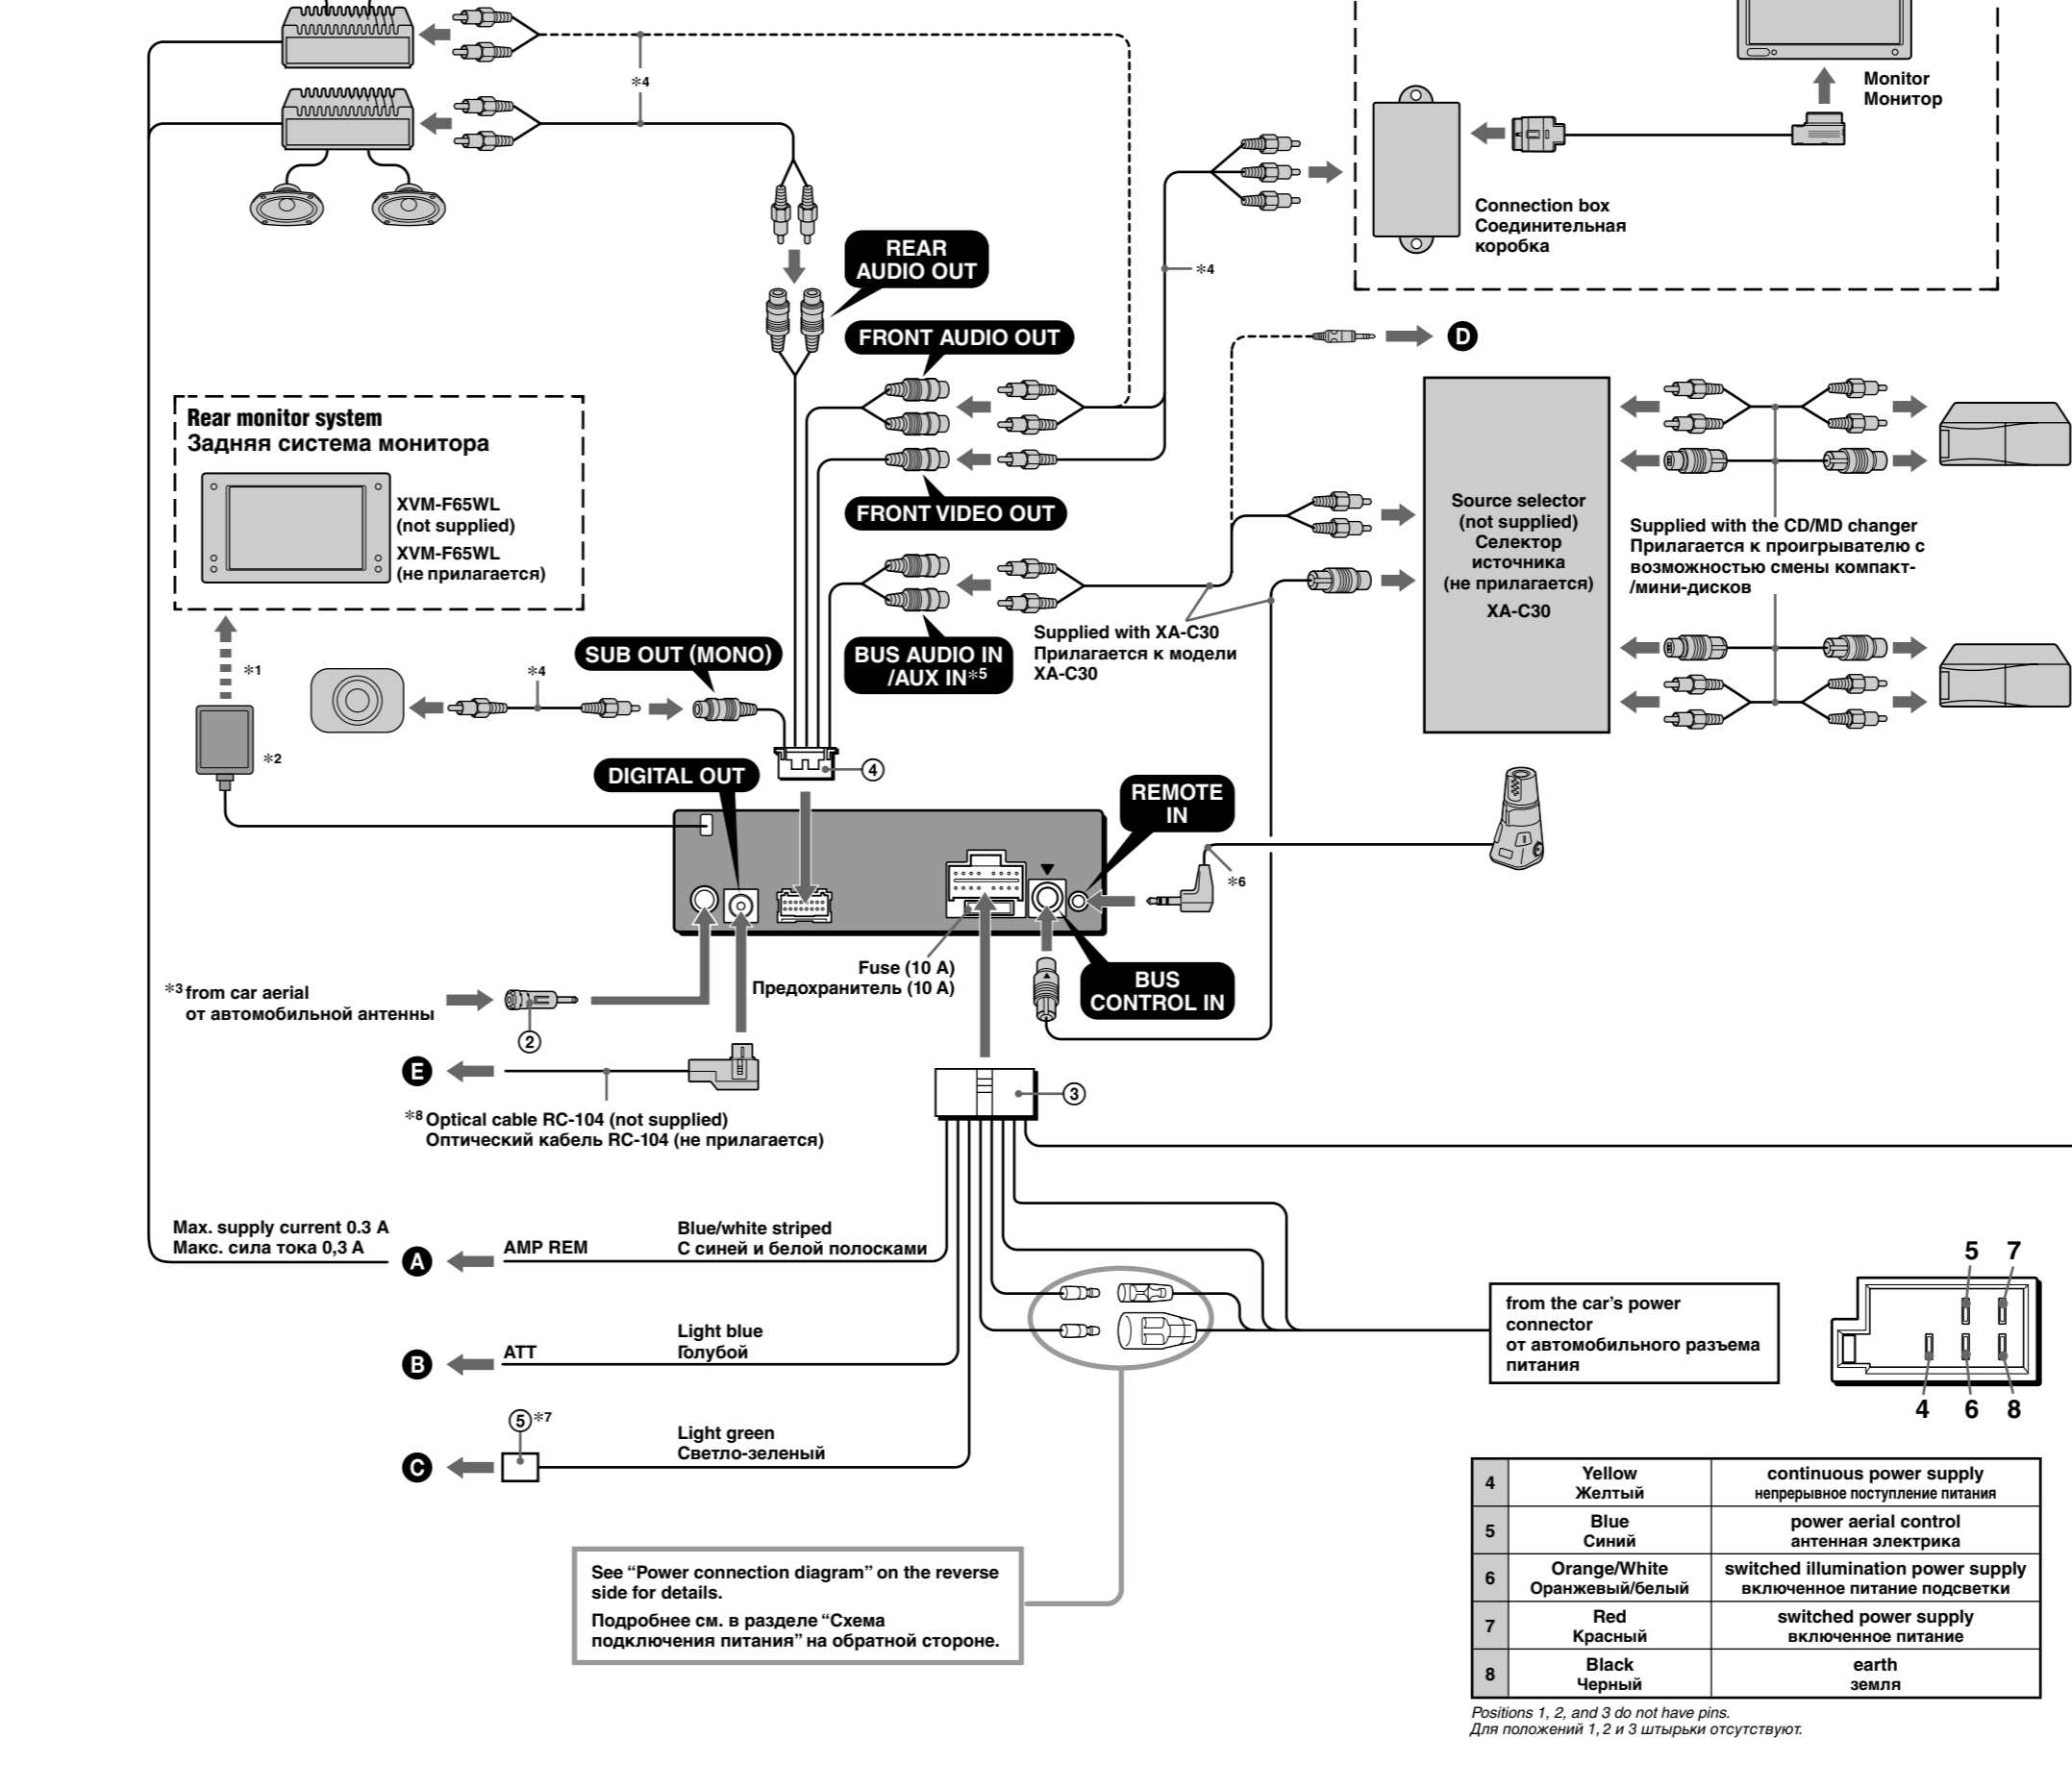 *4
Monitor
Монитор
Connection box
Соединительная
коробка
REAR
AUDIO OUT
*4
FRONT AUDIO OUT
D
Rear monitor system
Задняя система монитора
XVM-F65WL
(not supplied)
XVM-F65WL
(не прилагается)
FRONT VIDEO OUT
Source selector
(not supplied)
Селектор
источника
(не прилагается)
XA-C30
Supplied with the CD/MD changer
Прилагается к проигрывателю с
возможностью смены компакт-
/мини-дисков
*1
*4
SUB OUT (MONO)
BUS AUDIO IN
/AUX IN*5
Supplied with XA-C30
Прилагается к модели
XA-C30
*2
④
DIGITAL OUT
REMOTE
IN
*6
Fuse (10 A)
Предохранитель (10 A)
BUS
CONTROL IN
*3 from car aerial
от автомобильной антенны
②
E
③
*8 Optical cable RC-104 (not supplied)
Оптический кабель RC-104 (не прилагается)
Max. supply current 0.3 A
Макс. сила тока 0,3 A
A
AMP REM
Blue/white striped
С синей и белой полосками
B
ATT
Light blue
Голубой
C
⑤*7
Light green
Светло-зеленый
from the car's power
connector
от автомобильного разъема
питания
5 7
4 6 8
4 Yellow continuous power supply
Желтый непрерывное поступление питания
5 Blue power aerial control
Синий антенная электрика
6 Orange/White switched illumination power supply
Оранжевый/белый включенное питание подсветки
7 Red switched power supply
Красный включенное питание
8 Black earth
Черный земля
Positions 1, 2, and 3 do not have pins.
Для положений 1, 2 и 3 штырьки отсутствуют.
See “Power connection diagram” on the reverse
side for details.
Подробнее см. в разделе “Схема
подключения питания” на обратной стороне.